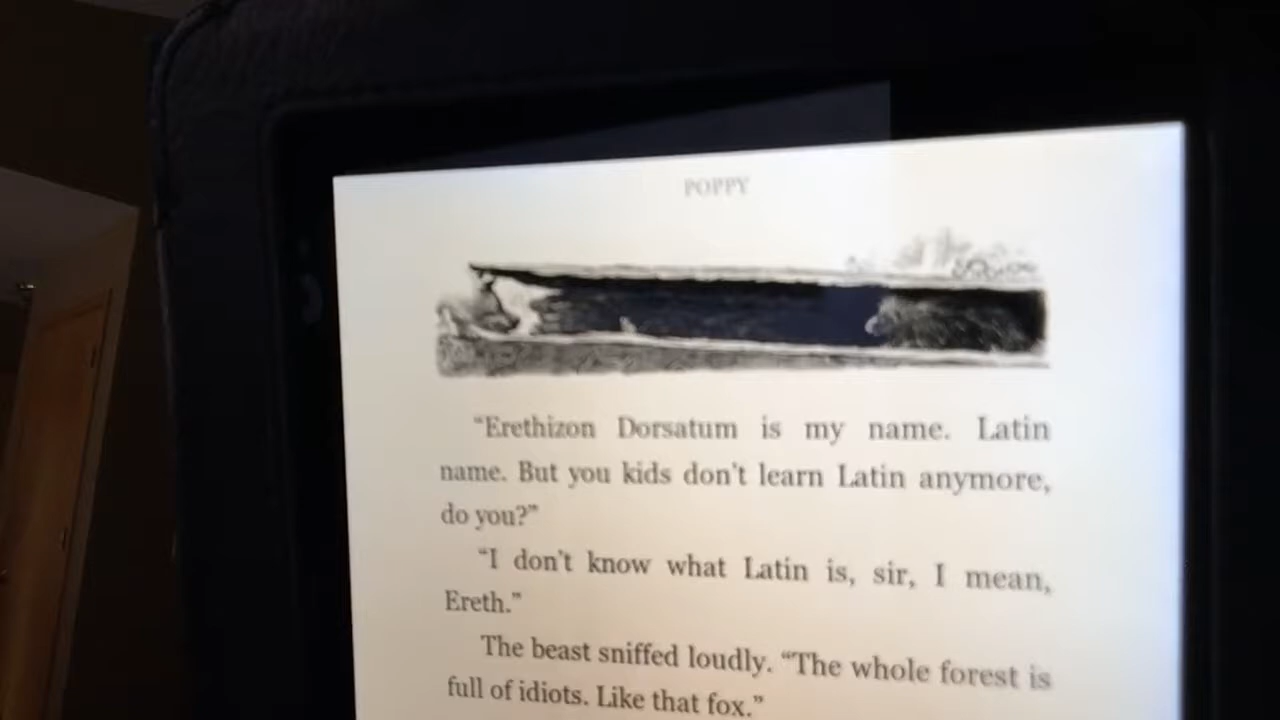 POPPY
“Erethizon Dorsatum is my name. Latin
name. But you kids don’t learn Latin anymore,
do you?”
“I don’t know what Latin is, sir, I mean,
Ereth.”
The beast sniffed loudly. “The whole forest is
full of idiots. Like that fox.”